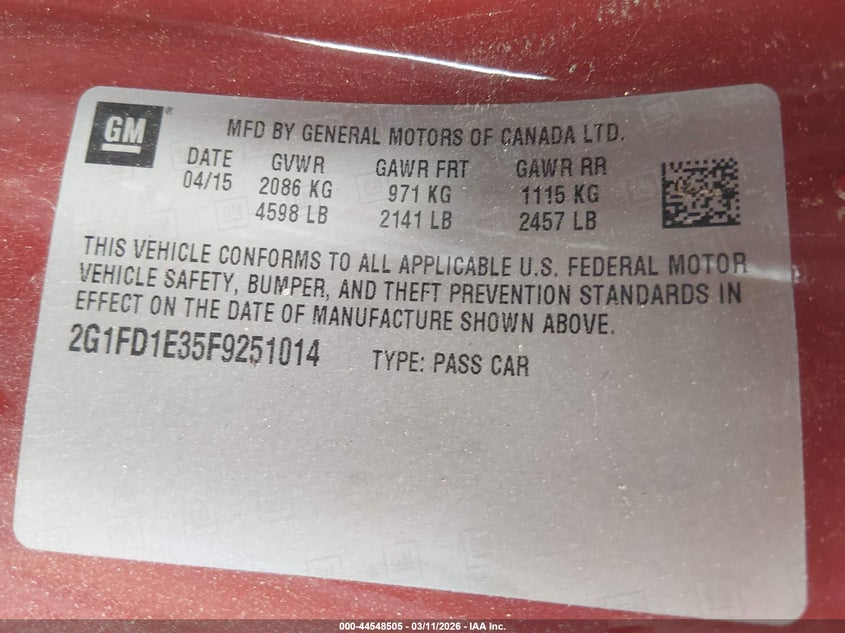 GM ®
MFD BY GENERAL MOTORS OF CANADA LTD.
DATE GVWR GAWR FRT GAWR RR
04/15 2086 KG 971 KG 1115 KG
4598 LB 2141 LB 2457 LB
THIS VEHICLE CONFORMS TO ALL APPLICABLE U.S. FEDERAL MOTOR
VEHICLE SAFETY, BUMPER, AND THEFT PREVENTION STANDARDS IN
EFFECT ON THE DATE OF MANUFACTURE SHOWN ABOVE.
2G1FD1E35F9251014 TYPE: PASS CAR
000-44548505 - 03/11/2026 - IAA Inc.